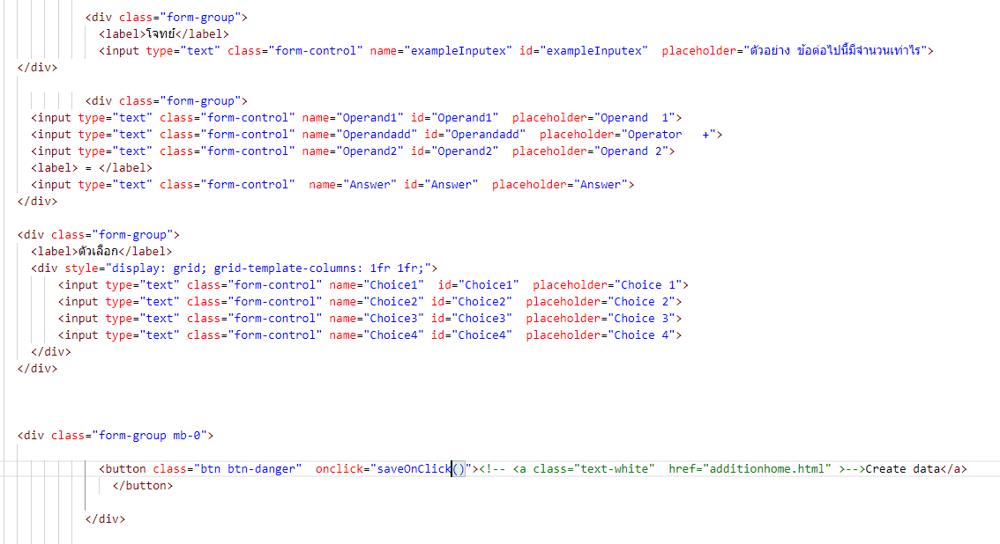 <div class="form-group">
<label>โจทย์</label>
<input type="text" class="form-control" name="exampleInputex" id="exampleInputex"  placeholder="ตัวอย่าง ข้อต่อไปนี้มีจำนวนเท่าไร">
</div>
<div class="form-group">
<input type="text" class="form-control" name="Operand1" id="Operand1"  placeholder="Operand  1">
<input type="text" class="form-control" name="Operandadd" id="Operandadd"  placeholder="Operator   +">
<input type="text" class="form-control" name="Operand2" id="Operand2"  placeholder="Operand 2">
<label> = </label>
<input type="text" class="form-control"  name="Answer" id="Answer"  placeholder="Answer">
</div>
<div class="form-group">
<label>ตัวเลือก</label>
<div style="display: grid; grid-template-columns: 1fr 1fr;">
<input type="text" class="form-control" name="Choice1"  id="Choice1"  placeholder="Choice 1">
<input type="text" class="form-control" name="Choice2" id="Choice2"  placeholder="Choice 2">
<input type="text" class="form-control" name="Choice3" id="Choice3"  placeholder="Choice 3">
<input type="text" class="form-control" name="Choice4" id="Choice4"  placeholder="Choice 4">
</div>
</div>
<div class="form-group mb-0">
<button class="btn btn-danger"  onclick="saveOnClick()"><!-- <a class="text-white"  href="additionhome.html" >-->Create data</a>
</button>
</div>